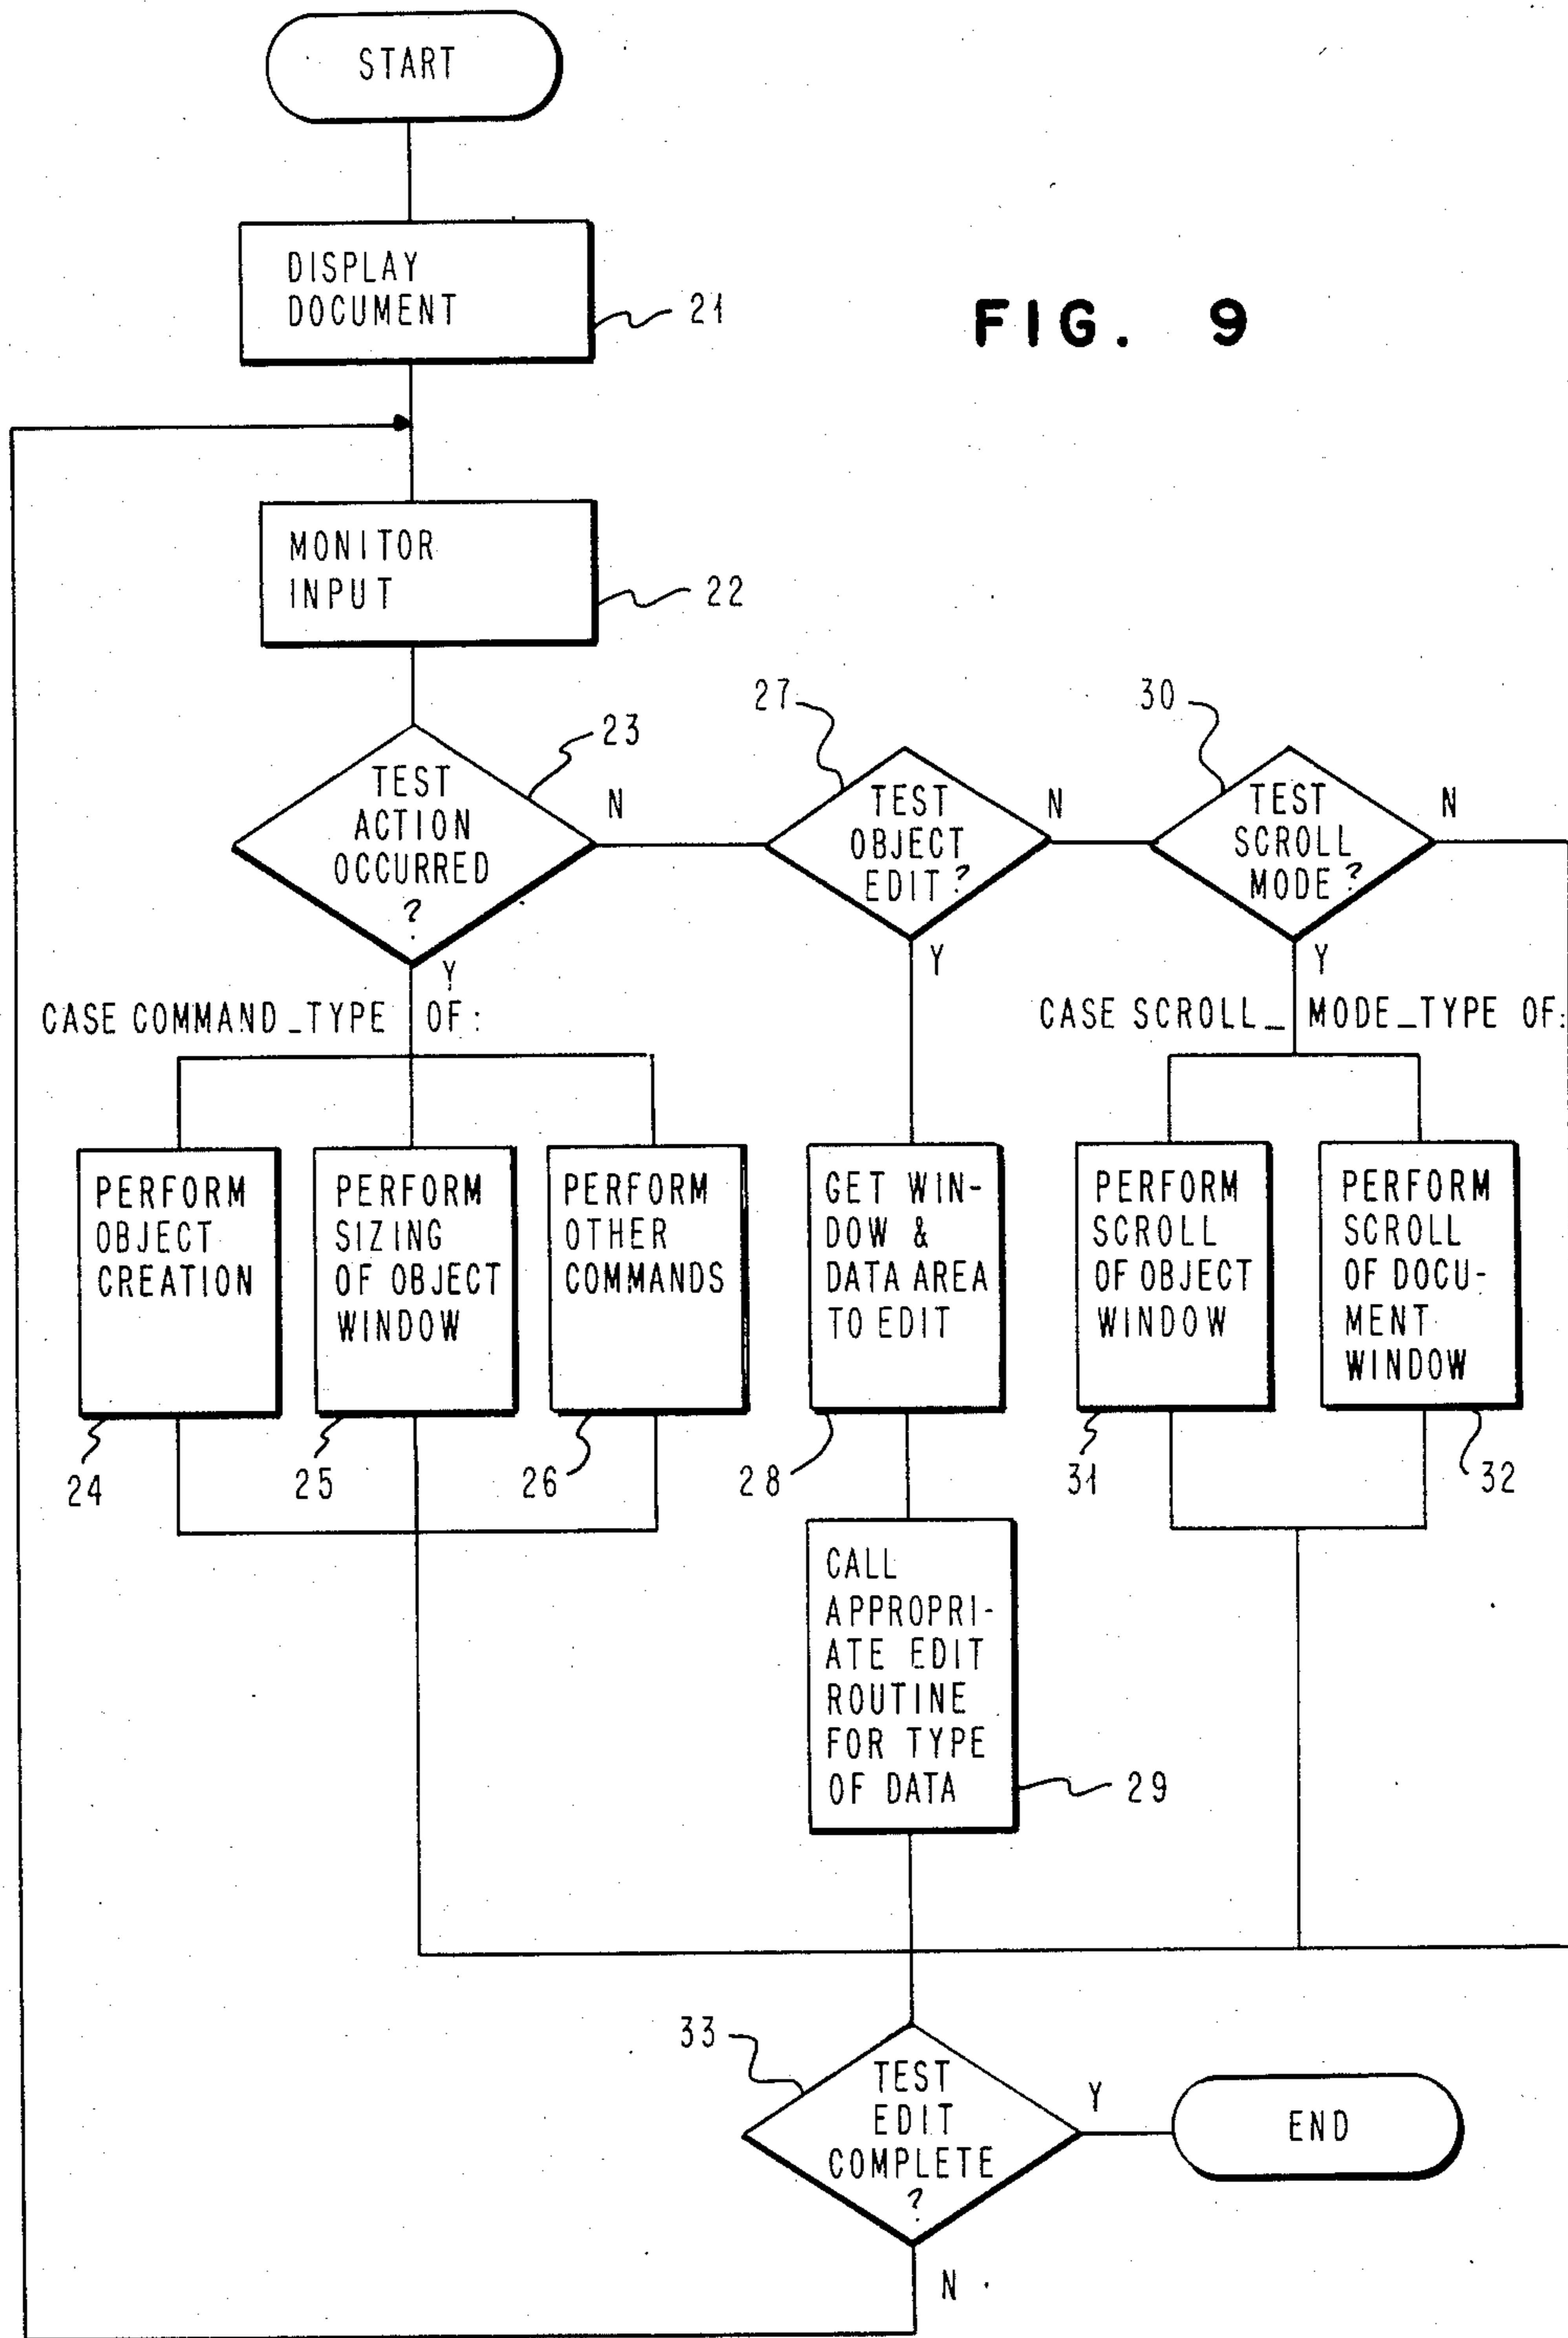 START
DISPLAY
DOCUMENT
21
FIG. 9
MONITOR
INPUT
22
TEST
ACTION
OCCURRED
?
23
N
Y
27
TEST
OBJECT
EDIT?
N
Y
30
TEST
SCROLL
MODE?
N
Y
CASE COMMAND_TYPE OF:
CASE SCROLL_MODE_TYPE OF:
PERFORM
OBJECT
CREATION
24
PERFORM
SIZING
OF OBJECT
WINDOW
25
PERFORM
OTHER
COMMANDS
26
GET WIN-
DOW &
DATA AREA
TO EDIT
28
PERFORM
SCROLL
OF OBJECT
WINDOW
31
PERFORM
SCROLL
OF DOCU-
MENT
WINDOW
32
CALL
APPROPRI-
ATE EDIT
ROUTINE
FOR TYPE
OF DATA
29
33
TEST
EDIT
COMPLETE
?
Y
END
N